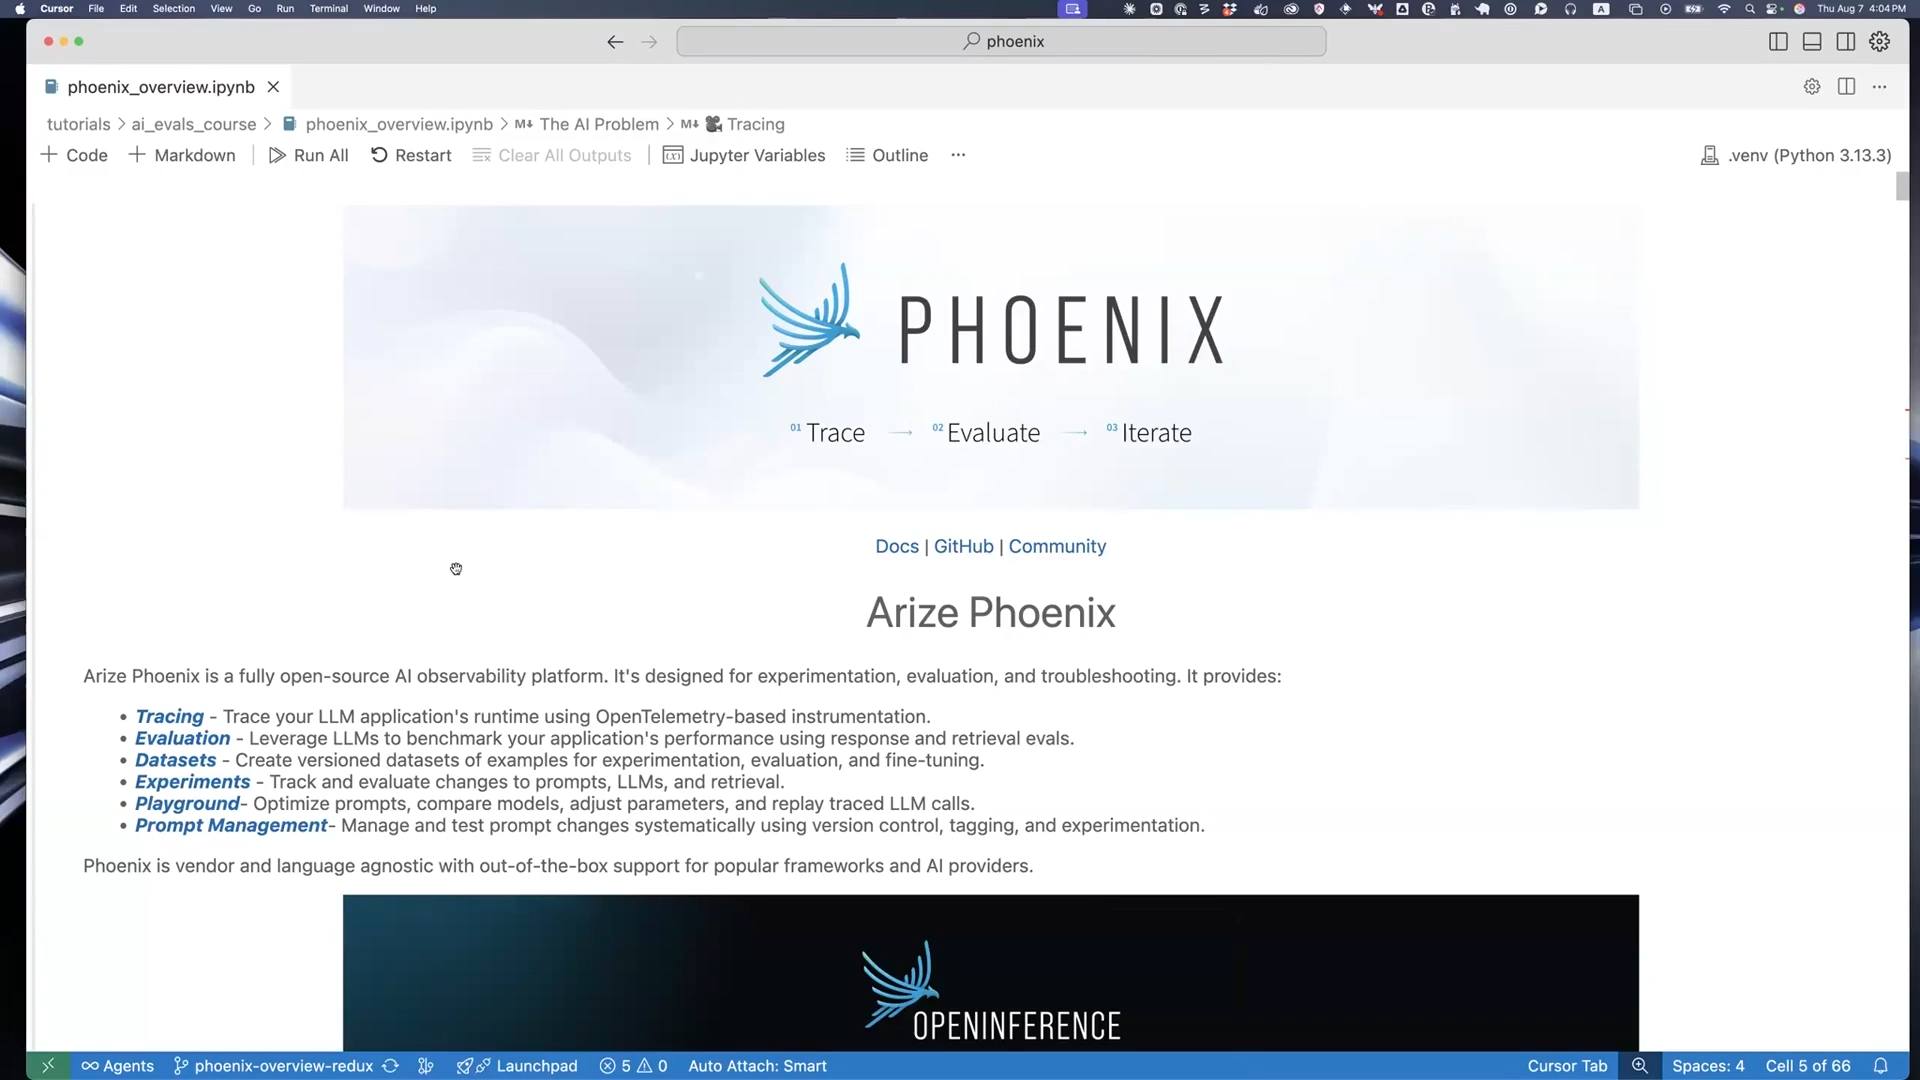 Cursor File Edit Selection View Go Run Terminal Window Help Thu Aug 7 4:04 PM
phoenix
phoenix_overview.ipynb
tutorials > ai_evals_course > phoenix_overview.ipynb > M↓ The AI Problem > M↓ Tracing
+ Code + Markdown Run All Restart Clear All Outputs Jupyter Variables Outline ... .venv (Python 3.13.3)
PHOENIX
01 Trace → 02 Evaluate → 03 Iterate
Docs | GitHub | Community
Arize Phoenix
Arize Phoenix is a fully open-source AI observability platform. It's designed for experimentation, evaluation, and troubleshooting. It provides:
• Tracing - Trace your LLM application's runtime using OpenTelemetry-based instrumentation.
• Evaluation - Leverage LLMs to benchmark your application's performance using response and retrieval evals.
• Datasets - Create versioned datasets of examples for experimentation, evaluation, and fine-tuning.
• Experiments - Track and evaluate changes to prompts, LLMs, and retrieval.
• Playground- Optimize prompts, compare models, adjust parameters, and replay traced LLM calls.
• Prompt Management- Manage and test prompt changes systematically using version control, tagging, and experimentation.
Phoenix is vendor and language agnostic with out-of-the-box support for popular frameworks and AI providers.
OPENINFERENCE
Agents phoenix-overview-redux Launchpad 5 0 Auto Attach: Smart Cursor Tab Spaces: 4 Cell 5 of 66